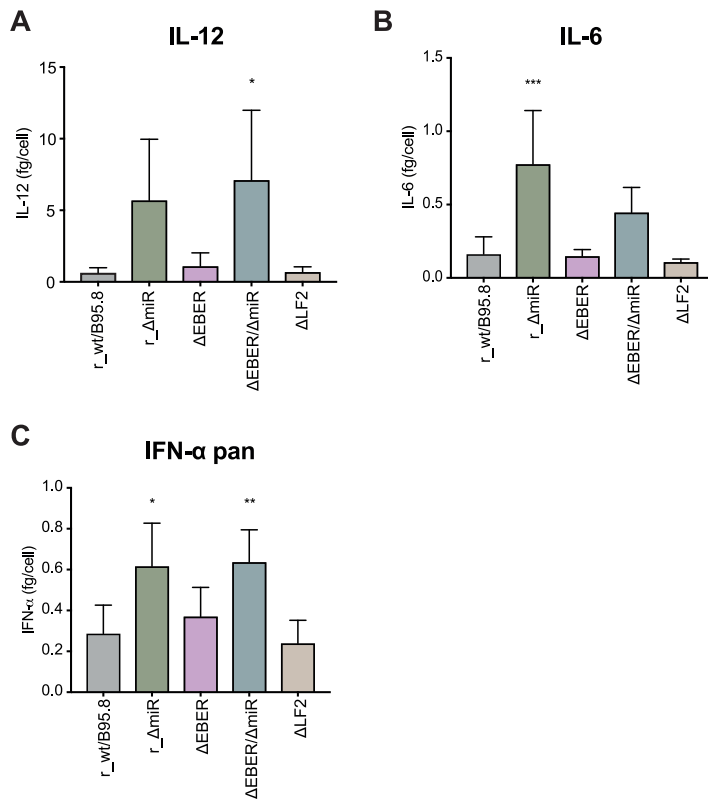 A
IL-12
IL-12 (fg/cell)
15
10
5
0
*
r_wt/B95.8
r_ΔmiR
ΔEBER
ΔEBER/ΔmiR
ΔLF2
B
IL-6
IL-6 (fg/cell)
1.5
1.0
0.5
0.0
***
r_wt/B95.8
r_ΔmiR
ΔEBER
ΔEBER/ΔmiR
ΔLF2
C
IFN-α pan
IFN-α (fg/cell)
1.0
0.8
0.6
0.4
0.2
0.0
*
**
r_wt/B95.8
r_ΔmiR
ΔEBER
ΔEBER/ΔmiR
ΔLF2